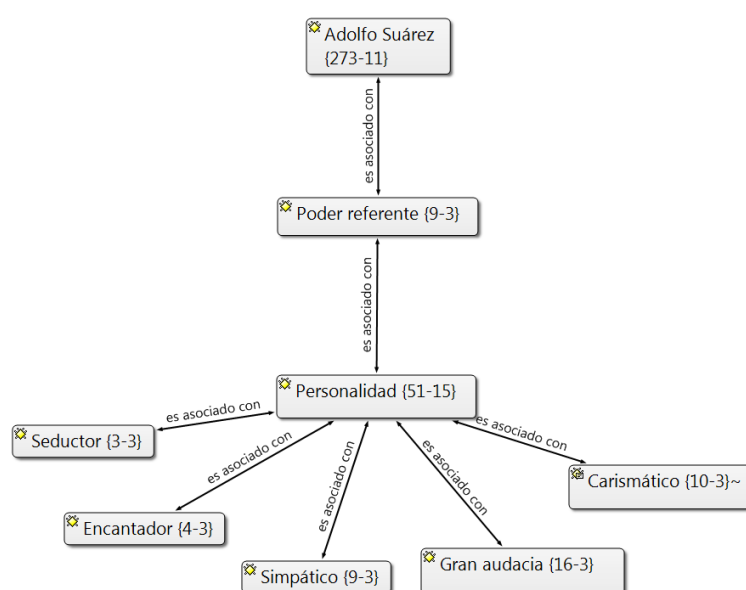 Adolfo Suárez
{273-11}
es asociado con
Poder referente {9-3}
es asociado con
Personalidad {51-15}
es asociado con
Seductor {3-3}
es asociado con
es asociado con
es asociado con
es asociado con
Carismático {10-3}~
Encantador {4-3}
Gran audacia {16-3}
Simpático {9-3}